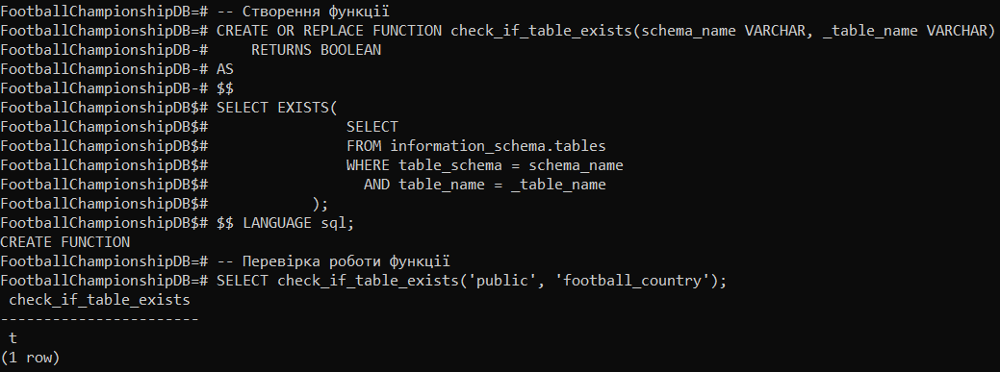 FootballChampionshipDB=# -- Створення функції
FootballChampionshipDB=# CREATE OR REPLACE FUNCTION check_if_table_exists(schema_name VARCHAR, _table_name VARCHAR)
FootballChampionshipDB-#     RETURNS BOOLEAN
FootballChampionshipDB-# AS
FootballChampionshipDB-# $$
FootballChampionshipDB$# SELECT EXISTS(
FootballChampionshipDB$#                SELECT
FootballChampionshipDB$#                FROM information_schema.tables
FootballChampionshipDB$#                WHERE table_schema = schema_name
FootballChampionshipDB$#                  AND table_name = _table_name
FootballChampionshipDB$#            );
FootballChampionshipDB$# $$ LANGUAGE sql;
CREATE FUNCTION
FootballChampionshipDB=# -- Перевірка роботи функції
FootballChampionshipDB=# SELECT check_if_table_exists('public', 'football_country');
 check_if_table_exists
-----------------------
 t
(1 row)